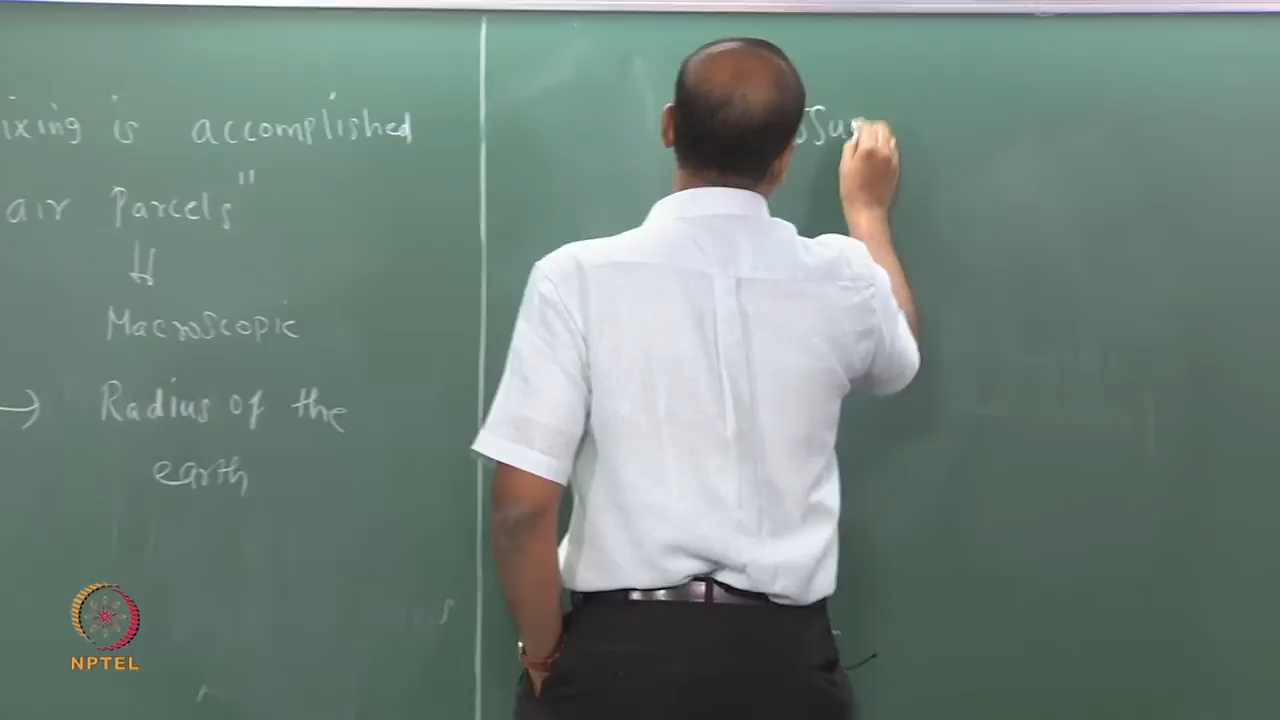 ixing is accomplished
air Parcels"
Macroscopic
→ Radius of the
earth
NPTEL